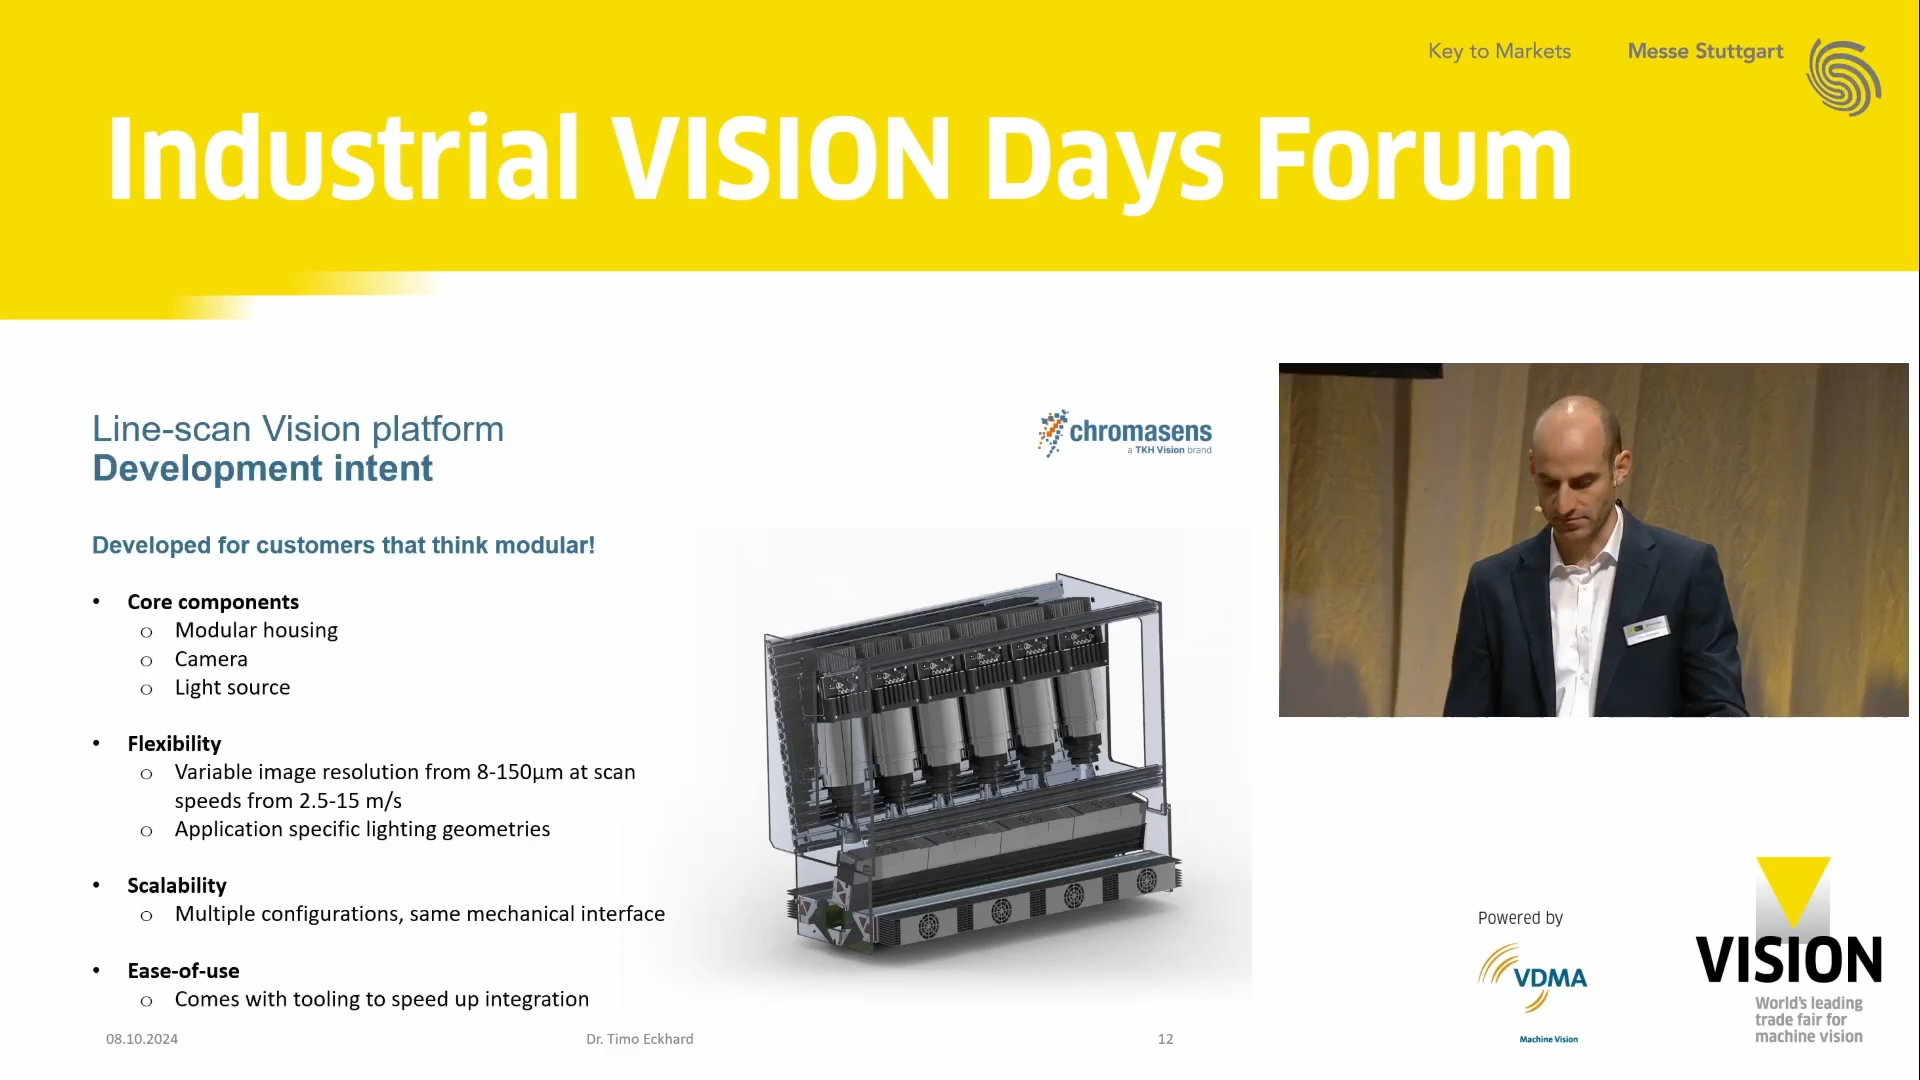 Key to Markets
Messe Stuttgart
Industrial VISION Days Forum
Line-scan Vision platform
Development intent
chromasens
a TKH Vision brand
Developed for customers that think modular!
• Core components
o Modular housing
o Camera
o Light source
• Flexibility
o Variable image resolution from 8-150µm at scan
speeds from 2.5-15 m/s
o Application specific lighting geometries
• Scalability
o Multiple configurations, same mechanical interface
• Ease-of-use
o Comes with tooling to speed up integration
08.10.2024
Dr. Timo Eckhard
12
Powered by
VDMA
Machine Vision
VISION
World's leading
trade fair for
machine vision